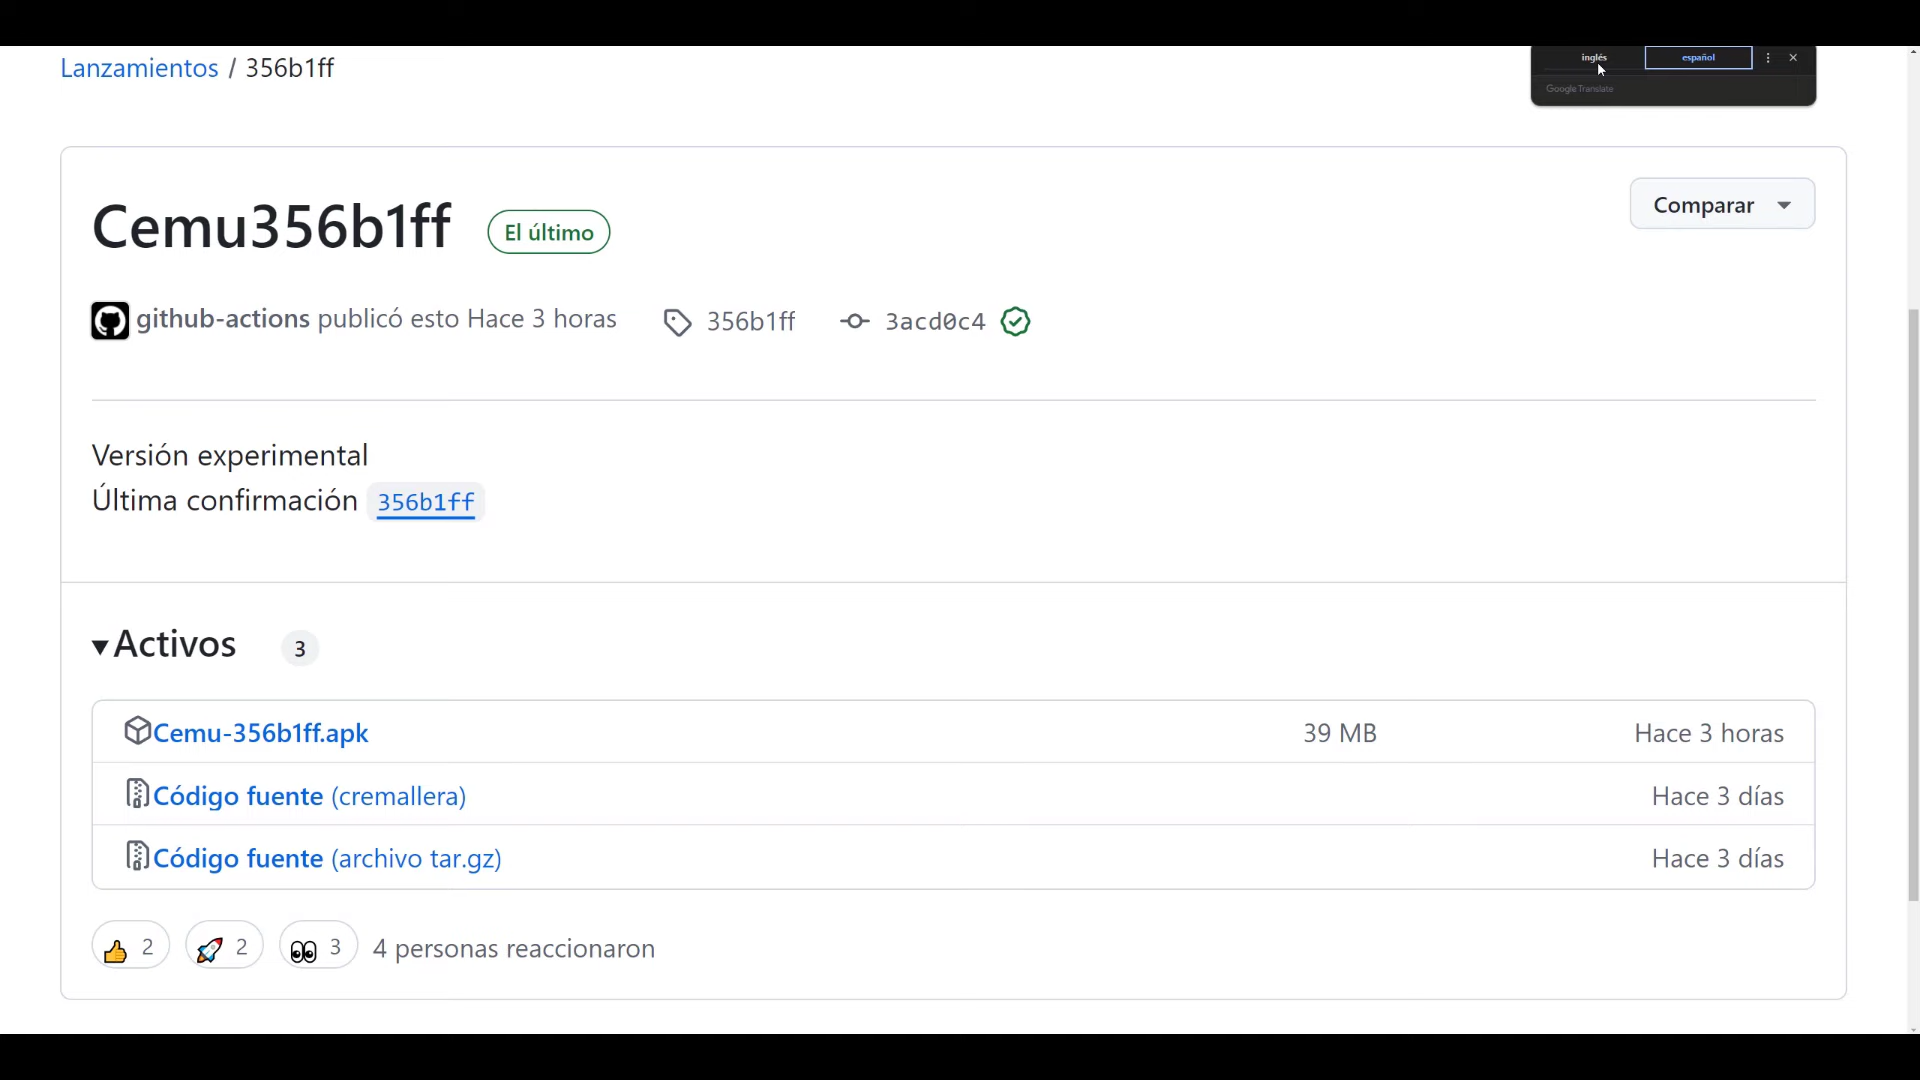 Lanzamientos / 356b1ff
inglés
español
Google Translate
Cemu356b1ff
El último
Comparar
github-actions publicó esto Hace 3 horas
356b1ff
3acd0c4
Versión experimental
Última confirmación 356b1ff
Activos
3
Cemu-356b1ff.apk
39 MB
Hace 3 horas
Código fuente (cremallera)
Hace 3 días
Código fuente (archivo tar.gz)
Hace 3 días
2
2
3
4 personas reaccionaron